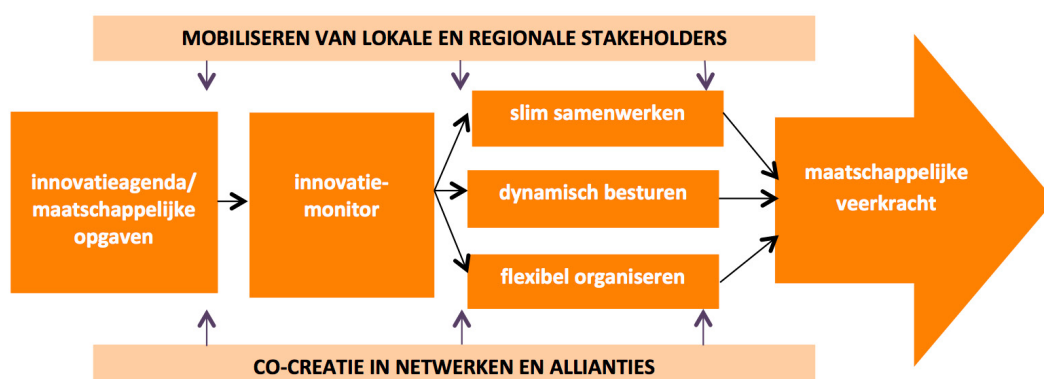 MOBILISEREN VAN LOKALE EN REGIONALE STAKEHOLDERS
innovatieagenda/
maatschappelijke
opgaven
innovatie-
monitor
slim samenwerken
dynamisch besturen
flexibel organiseren
maatschappelijke
veerkracht
CO-CREATIE IN NETWERKEN EN ALLIANTIES